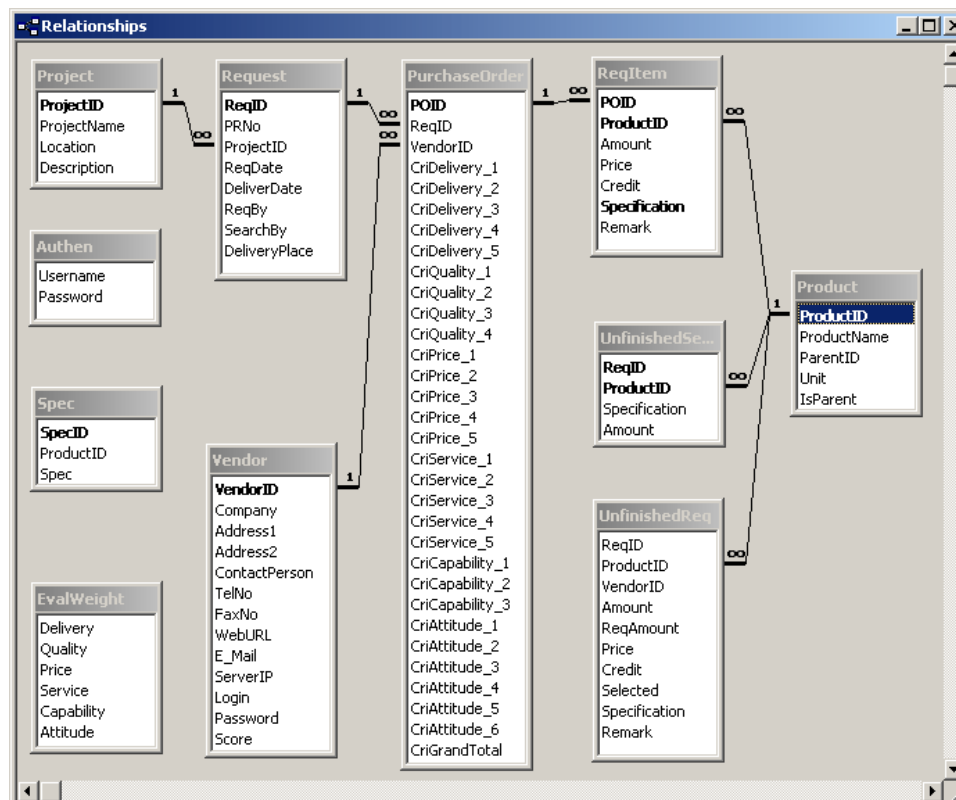 Relationships
Project
ProjectID
ProjectName
Location
Description
Authen
Username
Password
Spec
SpecID
ProductID
Spec
EvalWeight
Delivery
Quality
Price
Service
Capability
Attitude
1
∞
Request
ReqID
PRNo
ProjectID
ReqDate
DeliverDate
ReqBy
SearchBy
DeliveryPlace
Vendor
VendorID
Company
Address1
Address2
ContactPerson
TelNo
FaxNo
WebURL
E_Mail
ServerIP
Login
Password
Score
1
∞
∞
1
PurchaseOrder
POID
ReqID
VendorID
CriDelivery_1
CriDelivery_2
CriDelivery_3
CriDelivery_4
CriDelivery_5
CriQuality_1
CriQuality_2
CriQuality_3
CriQuality_4
CriPrice_1
CriPrice_2
CriPrice_3
CriPrice_4
CriPrice_5
CriService_1
CriService_2
CriService_3
CriService_4
CriService_5
CriCapability_1
CriCapability_2
CriCapability_3
CriAttitude_1
CriAttitude_2
CriAttitude_3
CriAttitude_4
CriAttitude_5
CriAttitude_6
CriGrandTotal
1
∞
ReqItem
POID
ProductID
Amount
Price
Credit
Specification
Remark
∞
UnfinishedSe...
ReqID
ProductID
Specification
Amount
∞
UnfinishedReq
ReqID
ProductID
VendorID
Amount
ReqAmount
Price
Credit
Selected
Specification
Remark
∞
1
Product
ProductID
ProductName
ParentID
Unit
IsParent